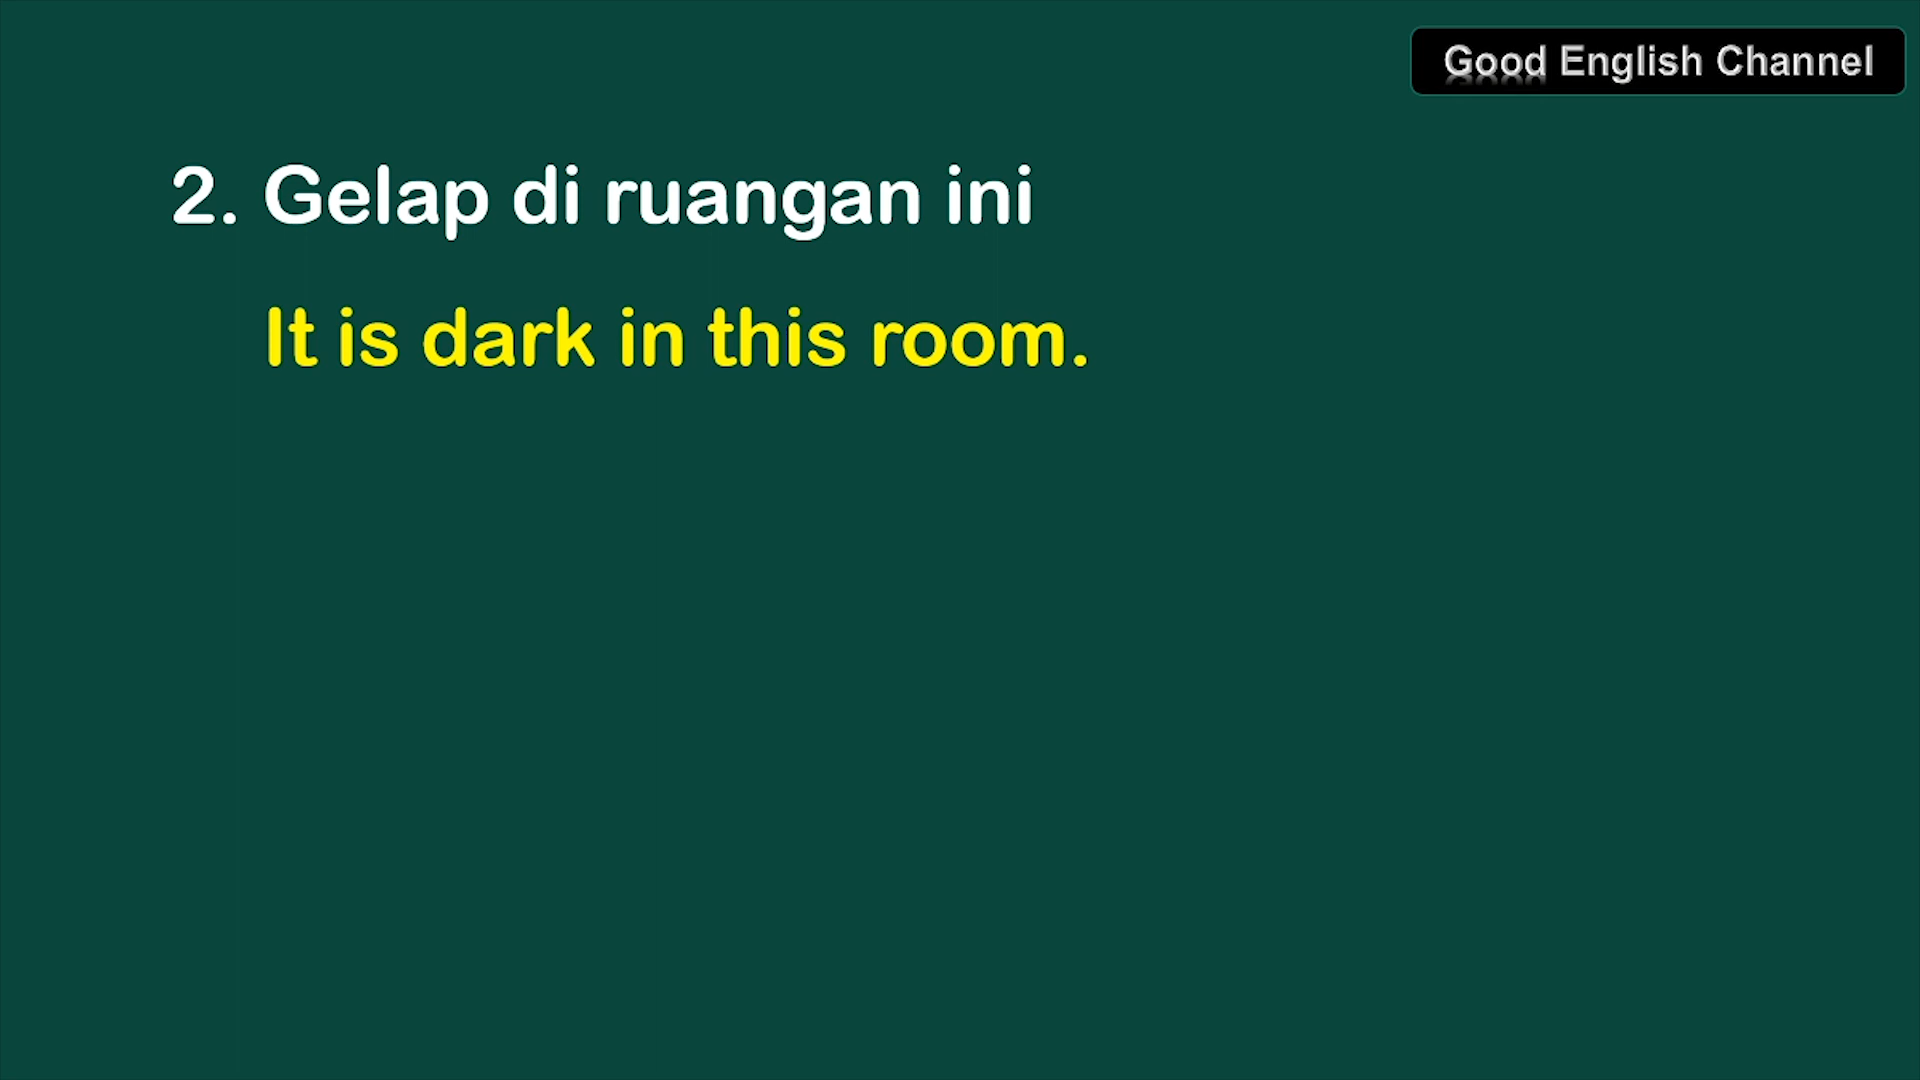 Good English Channel
2. Gelap di ruangan ini
It is dark in this room.